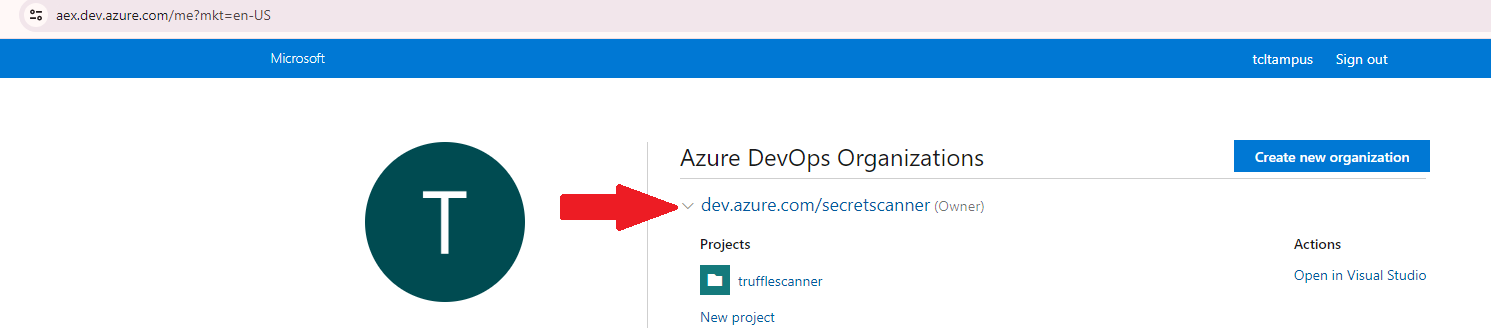 aex.dev.azure.com/me?mkt=en-US
Microsoft tcltampus Sign out
T
Azure DevOps Organizations Create new organization
dev.azure.com/secretscanner (Owner)
Projects Actions
trufflescanner Open in Visual Studio
New project